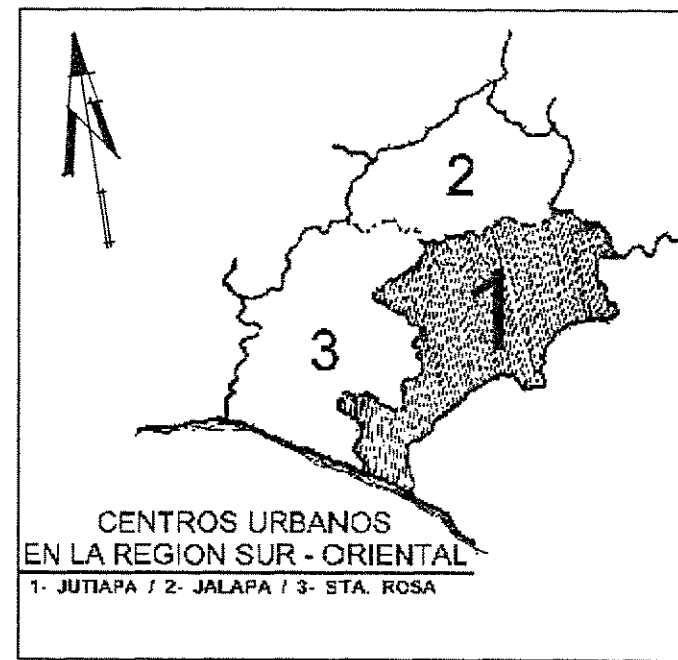 2
1
3
CENTROS URBANOS
EN LA REGION SUR - ORIENTAL
1- JUTIAPA / 2- JALAPA / 3- STA. ROSA